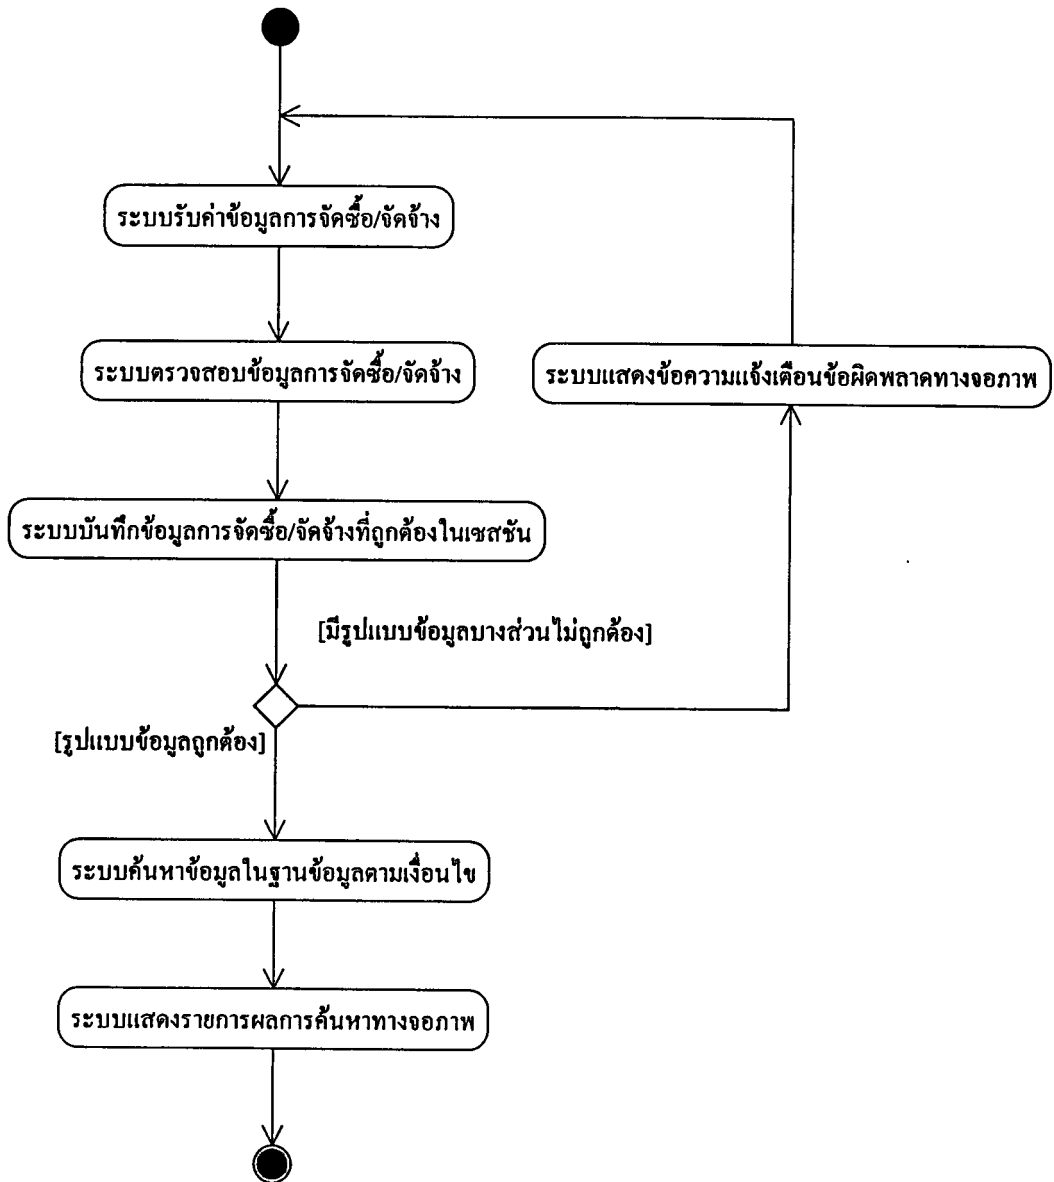 ระบบรับค่าข้อมูลการจัดซื้อ/จัดจ้าง
ระบบตรวจสอบข้อมูลการจัดซื้อ/จัดจ้าง
ระบบแสดงข้อความแจ้งเตือนข้อผิดพลาดทางจอภาพ
ระบบบันทึกข้อมูลการจัดซื้อ/จัดจ้างที่ถูกต้องในเซสชัน
[มีรูปแบบข้อมูลบางส่วนไม่ถูกต้อง]
[รูปแบบข้อมูลถูกต้อง]
ระบบค้นหาข้อมูลในฐานข้อมูลตามเงื่อนไข
ระบบแสดงรายการผลการค้นหาทางจอภาพ